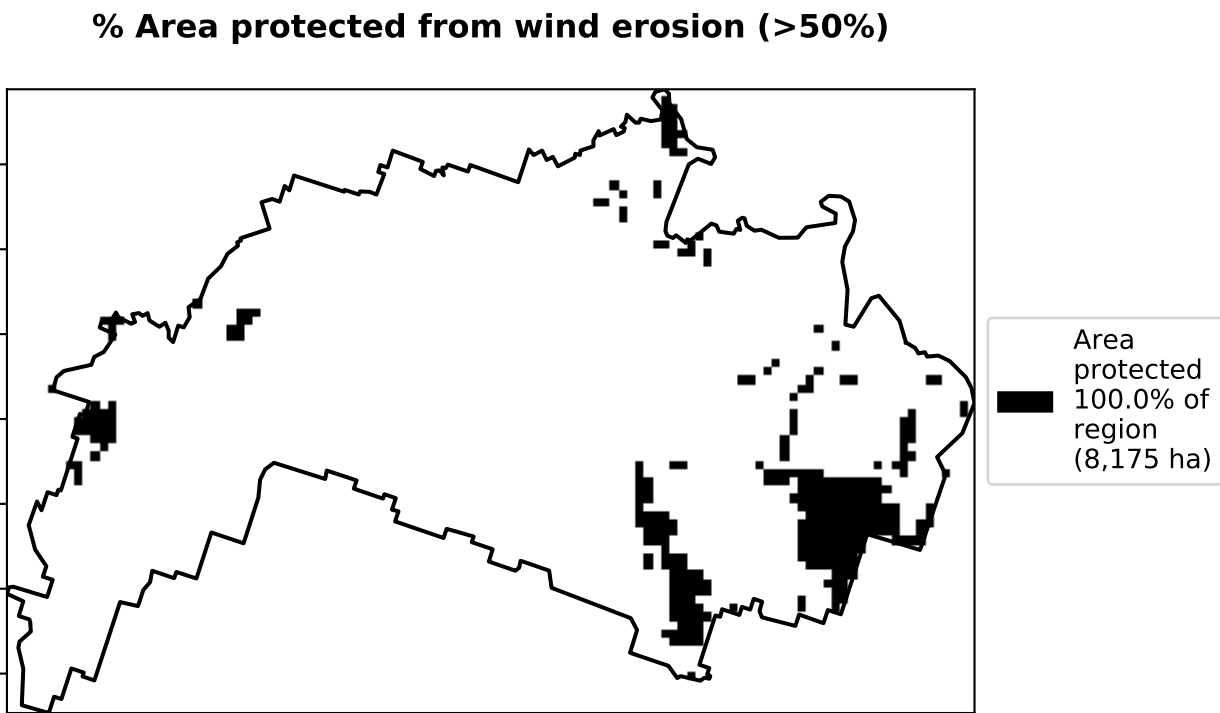 % Area protected from wind erosion (>50%)
Area
protected
100.0% of
region
(8,175 ha)